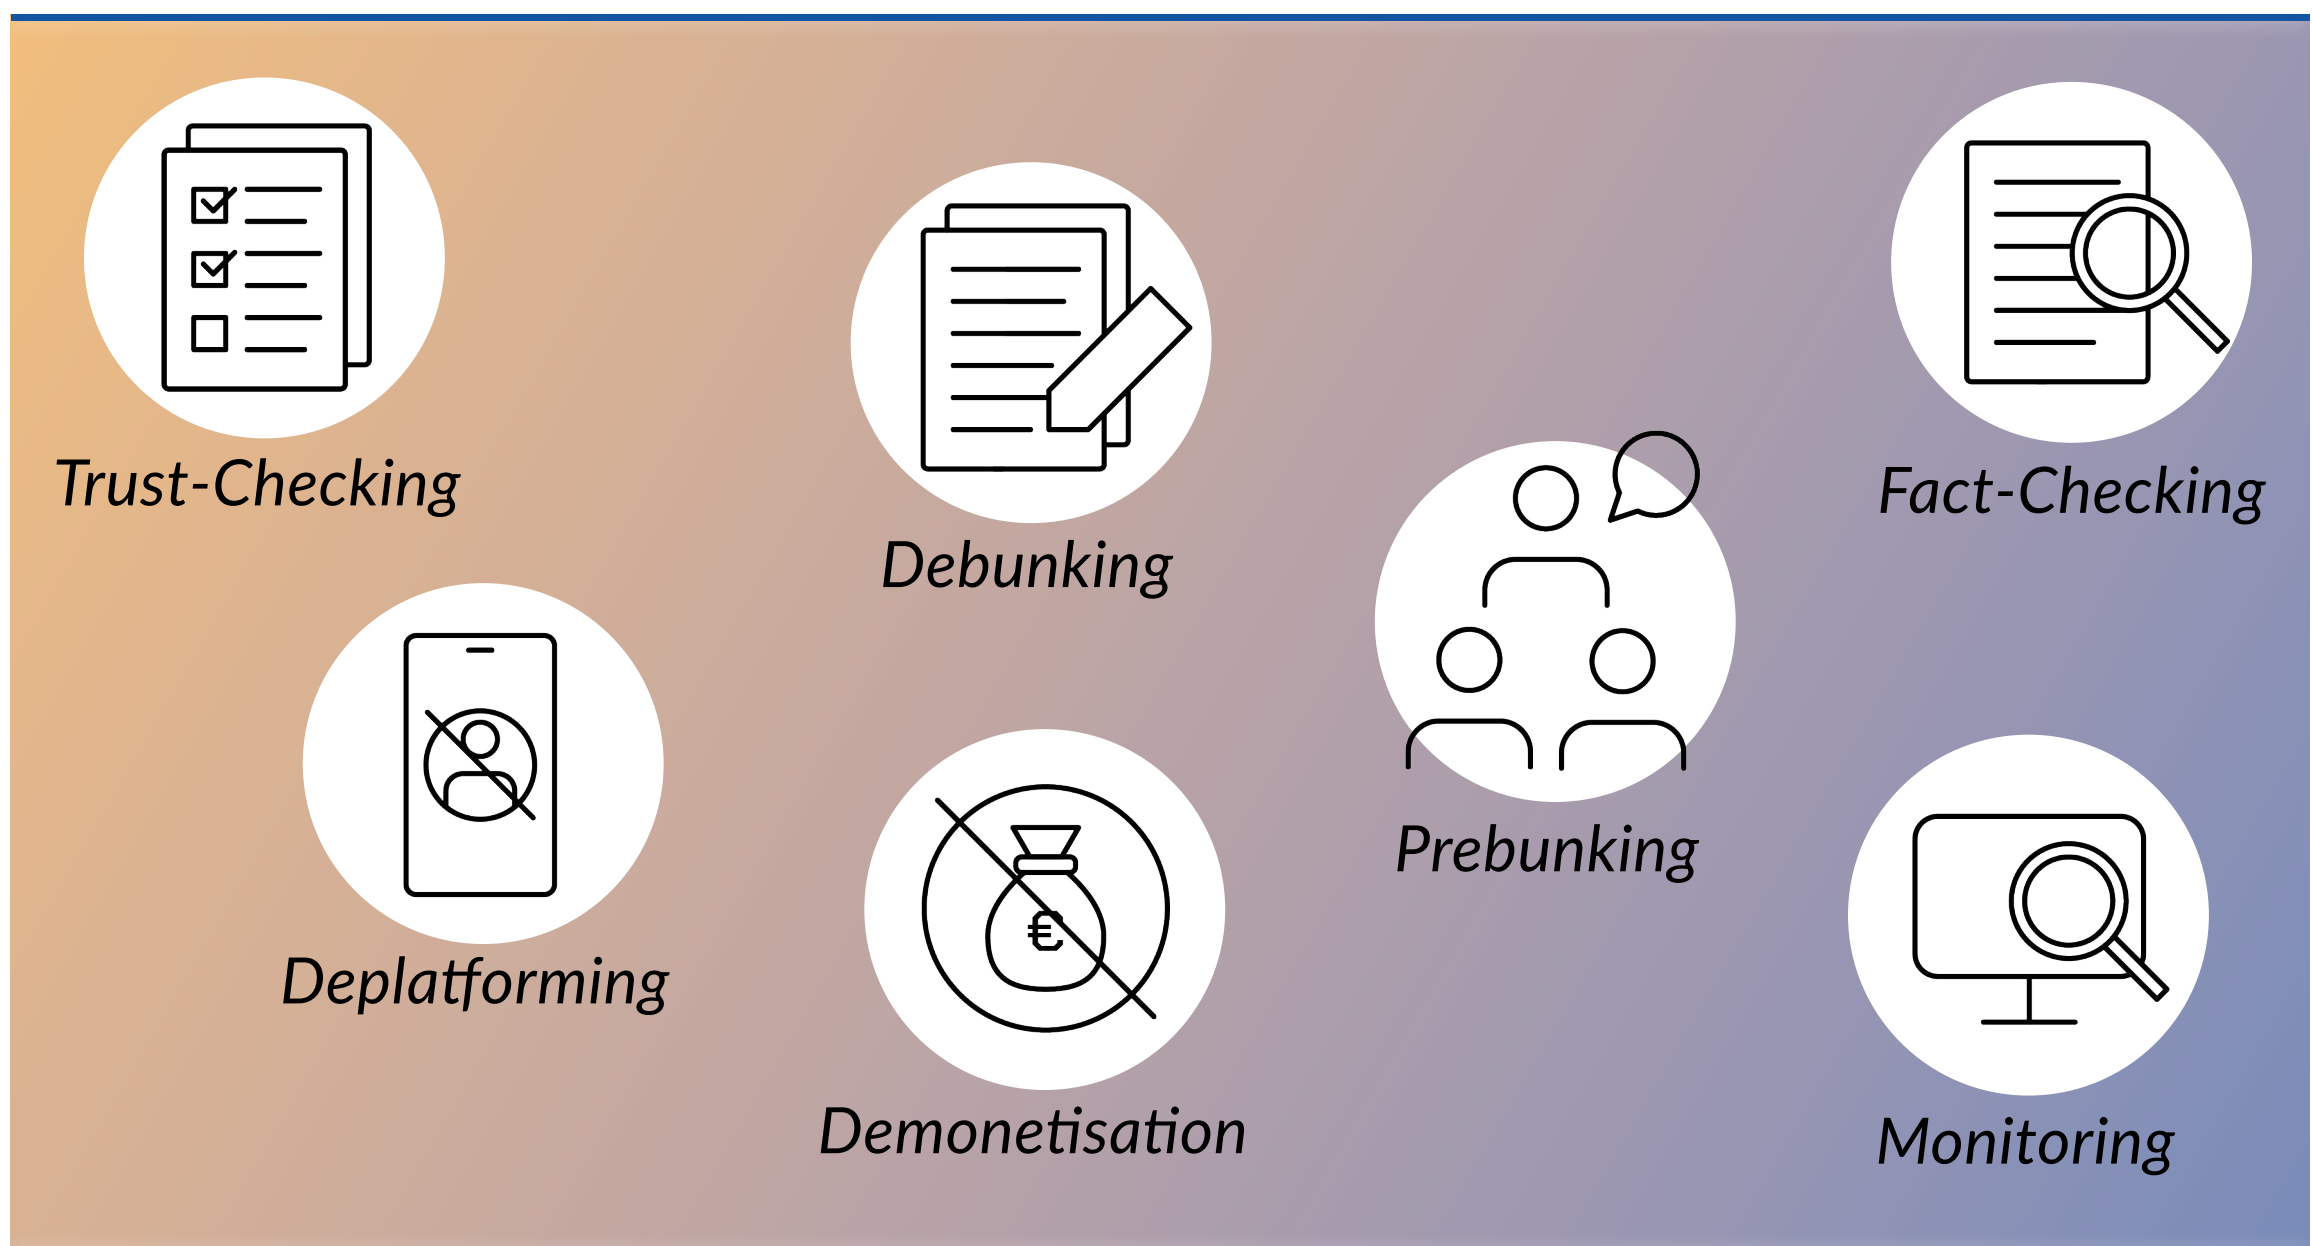 Trust-Checking
Fact-Checking
Debunking
Prebunking
Deplatforming
Demonetisation
Monitoring
€